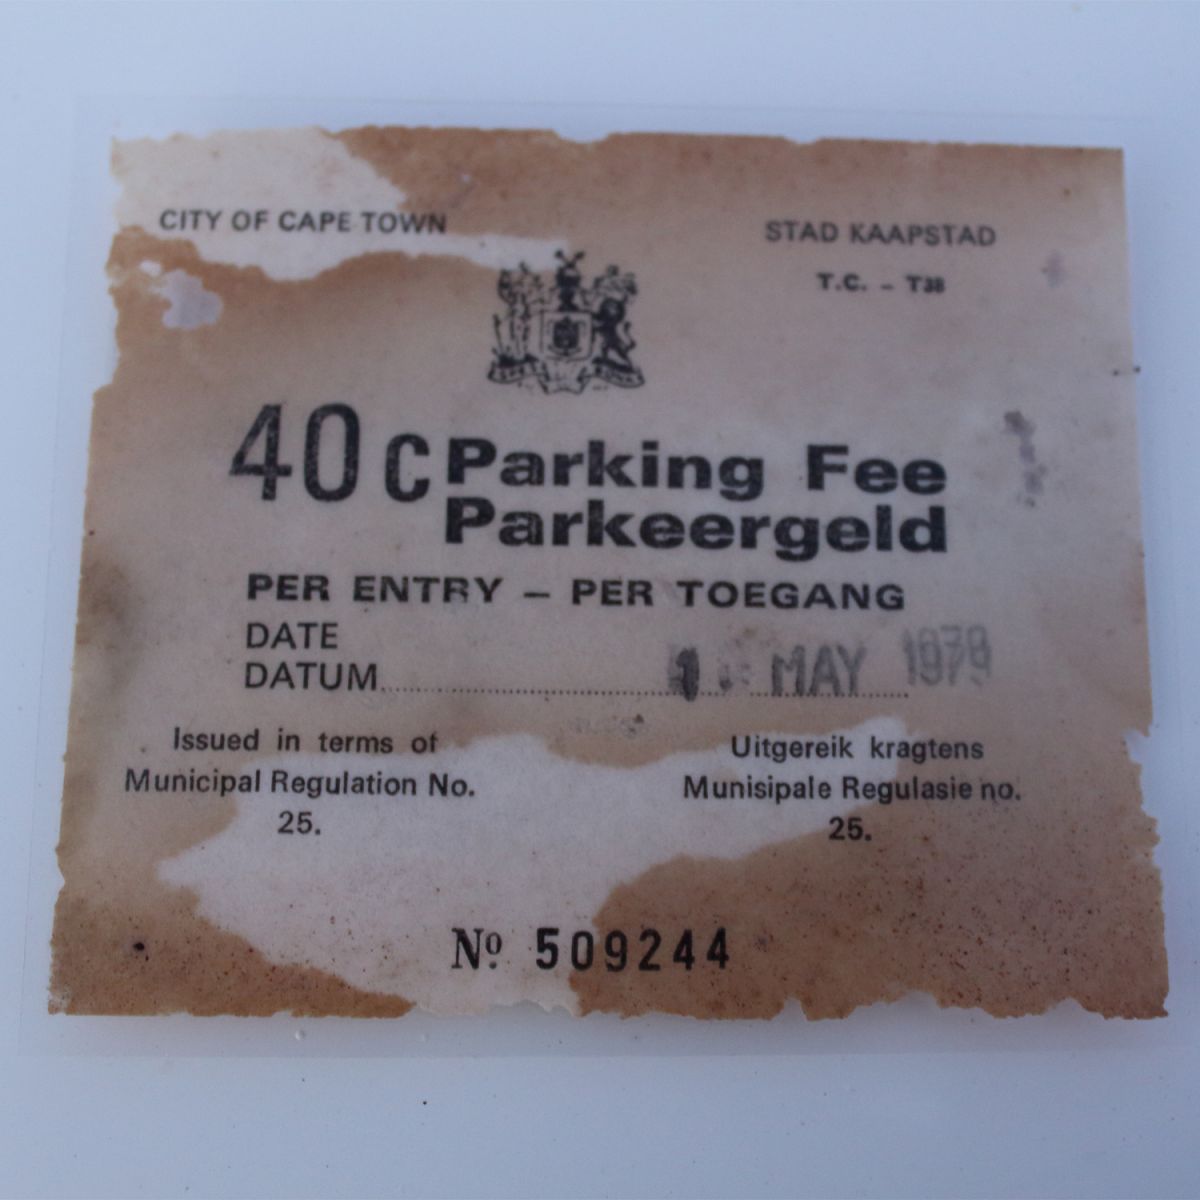 CITY OF CAPE TOWN
STAD KAAPSTAD
T.C. – T38
40c Parking Fee
Parkeergeld
PER ENTRY – PER TOEGANG
DATE
DATUM MAY 1979
Issued in terms of
Municipal Regulation No.
25.
Uitgereik kragtens
Munisipale Regulasie no.
25.
Nº 509244